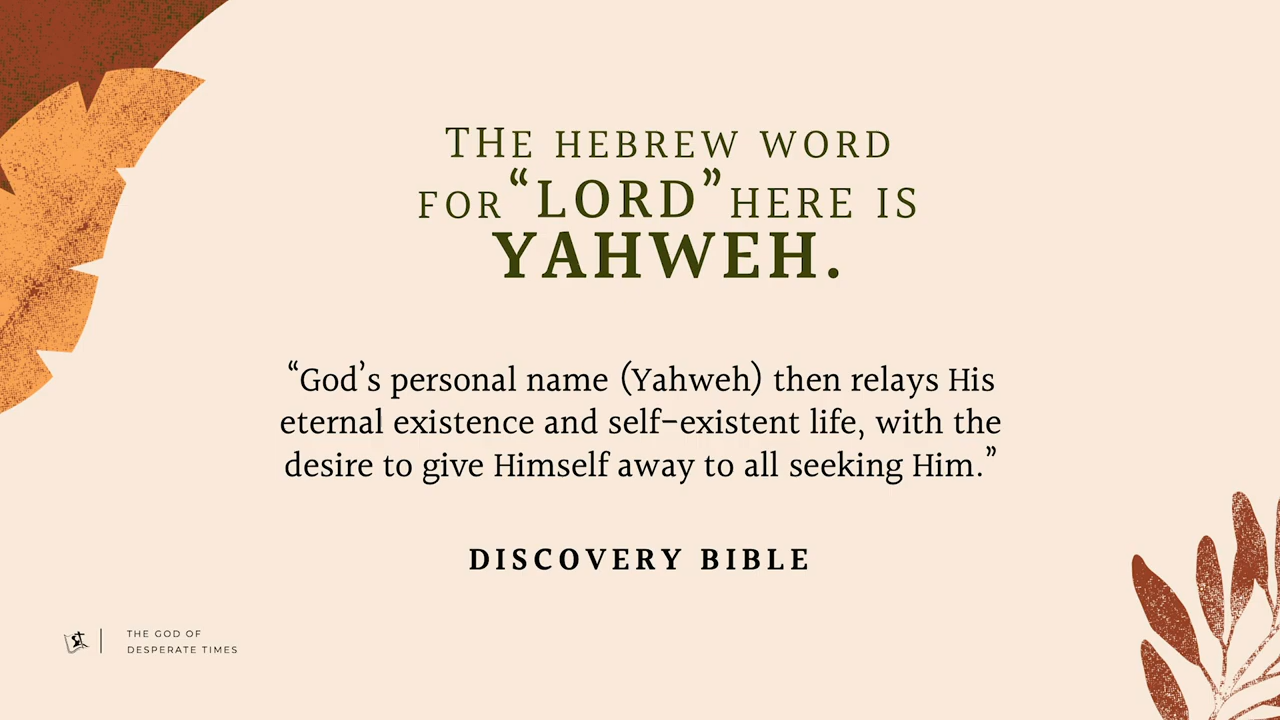 THE HEBREW WORD
FOR “LORD” HERE IS
YAHWEH.
“God’s personal name (Yahweh) then relays His
eternal existence and self-existent life, with the
desire to give Himself away to all seeking Him.”
DISCOVERY BIBLE
THE GOD OF
DESPERATE TIMES